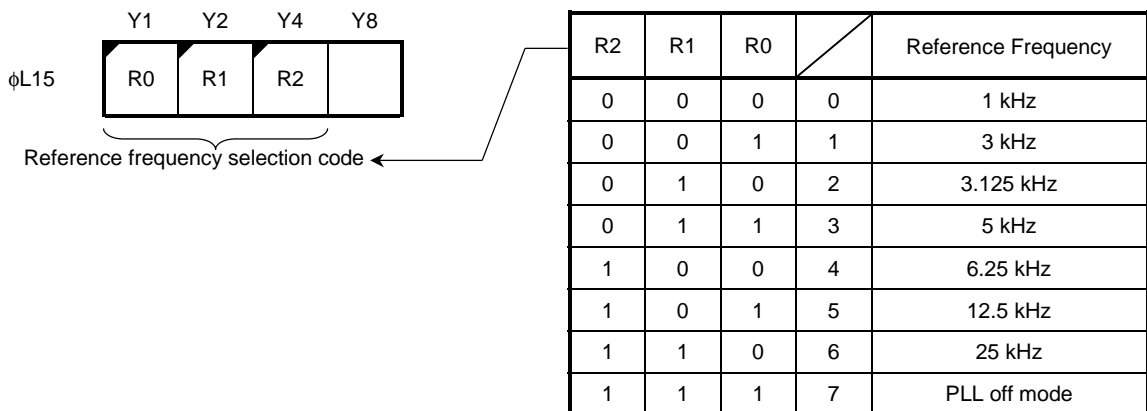 Y1 Y2 Y4 Y8
φL15 R0 R1 R2
Reference frequency selection code
R2 R1 R0 Reference Frequency
0 0 0 0 1 kHz
0 0 1 1 3 kHz
0 1 0 2 3.125 kHz
0 1 1 3 5 kHz
1 0 0 4 6.25 kHz
1 0 1 5 12.5 kHz
1 1 0 6 25 kHz
1 1 1 7 PLL off mode